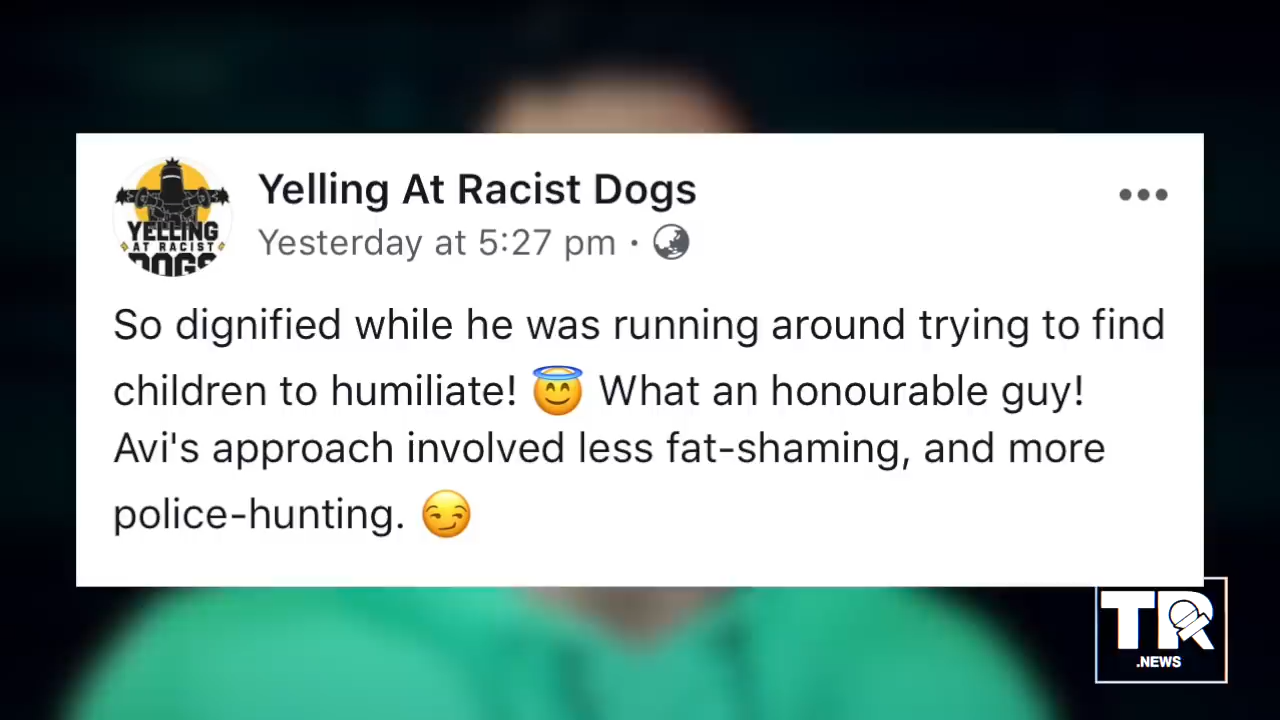 YELLING
AT RACIST
DOGS
Yelling At Racist Dogs
Yesterday at 5:27 pm ·
So dignified while he was running around trying to find
children to humiliate! 😇 What an honourable guy!
Avi's approach involved less fat-shaming, and more
police-hunting. 😏
TR
.NEWS